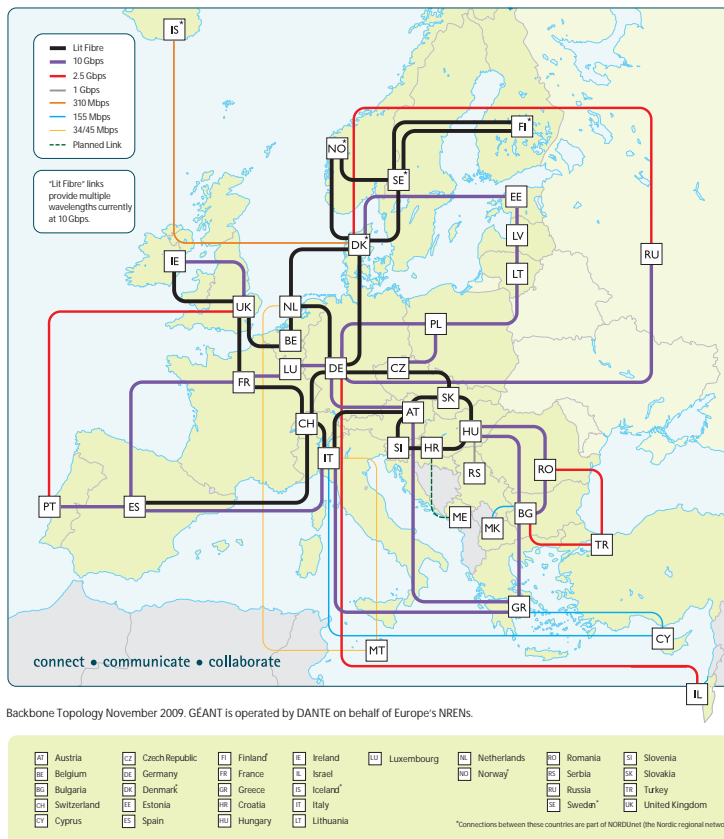 IS*
Lit Fibre
10 Gbps
2.5 Gbps
1 Gbps
310 Mbps
155 Mbps
34/45 Mbps
Planned Link
"Lit Fibre" links
provide multiple
wavelengths currently
at 10 Gbps.
FI*
NO*
SE*
EE
DK*
LV
RU
IE
LT
UK
NL
PL
BE
LU
DE
CZ
FR
SK
AT
CH
HU
SI
HR
IT
RS
RO
PT
ES
ME
MK
BG
TR
GR
CY
MT
IL
connect • communicate • collaborate
Backbone Topology November 2009. GÉANT is operated by DANTE on behalf of Europe's NRENs.
AT Austria
BE Belgium
BG Bulgaria
CH Switzerland
CY Cyprus
CZ Czech Republic
DE Germany
DK Denmark*
EE Estonia
ES Spain
FI Finland*
FR France
GR Greece
HR Croatia
HU Hungary
IE Ireland
IL Israel
IS Iceland*
IT Italy
LT Lithuania
LU Luxembourg
NL Netherlands
NO Norway*
RO Romania
RS Serbia
RU Russia
SE Sweden*
SI Slovenia
SK Slovakia
TR Turkey
UK United Kingdom
*Connections between these countries are part of NORDUnet (the Nordic regional